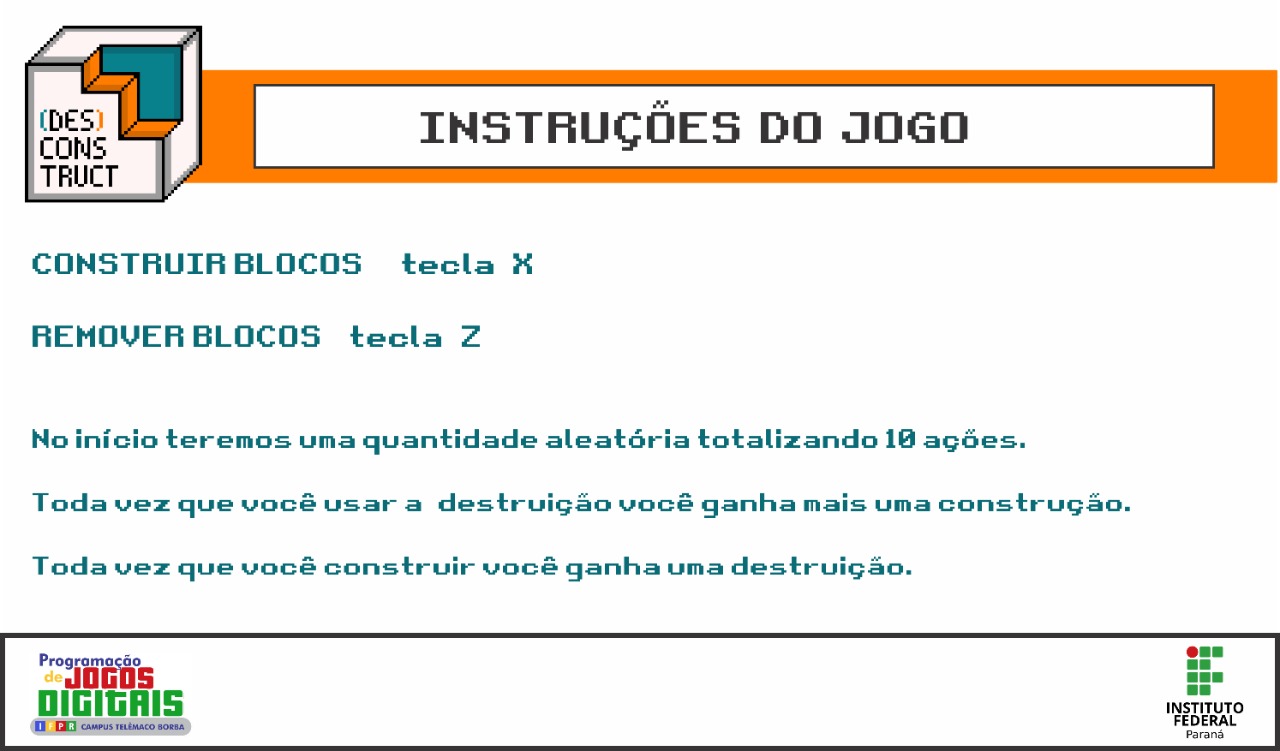 (DES)
CONS
TRUCT
INSTRUÇÕES DO JOGO
CONSTRUIR BLOCOS tecla X
REMOVER BLOCOS tecla Z
No início teremos uma quantidade aleatória totalizando 10 ações.
Toda vez que você usar a destruição você ganha mais uma construção.
Toda vez que você construir você ganha uma destruição.
Programação
de JOGOS
DIGITAIS
IFPR CAMPUS TELÊMACO BORBA
INSTITUTO
FEDERAL
Paraná